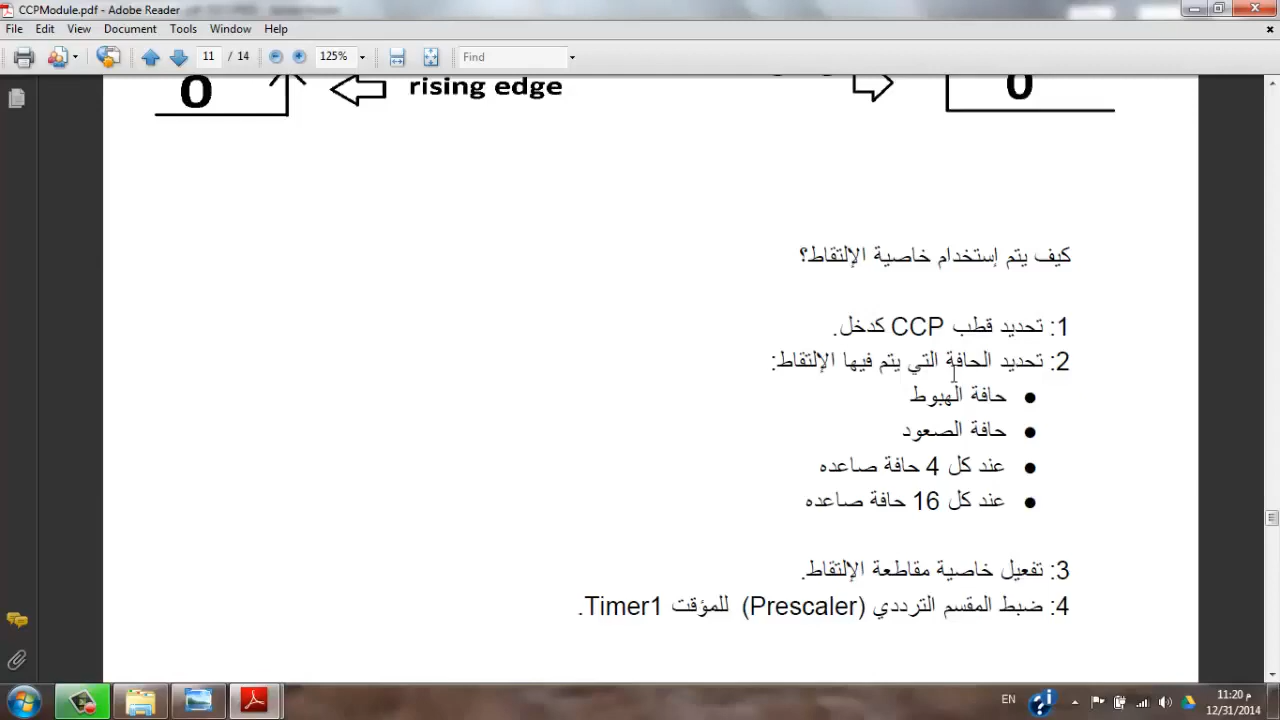 CCPModule.pdf - Adobe Reader
File Edit View Document Tools Window Help
11 / 14 125% Find
0 rising edge 0
كيف يتم إستخدام خاصية الإلتقاط؟
1: تحديد قطب CCP كدخل.
2: تحديد الحافة التي يتم فيها الإلتقاط:
● حافة الهبوط
● حافة الصعود
● عند كل 4 حافة صاعده
● عند كل 16 حافة صاعده
3: تفعيل خاصية مقاطعة الإلتقاط.
4: ضبط المقسم الترددي (Prescaler) للمؤقت Timer1.
EN
11:20 م
12/31/2014